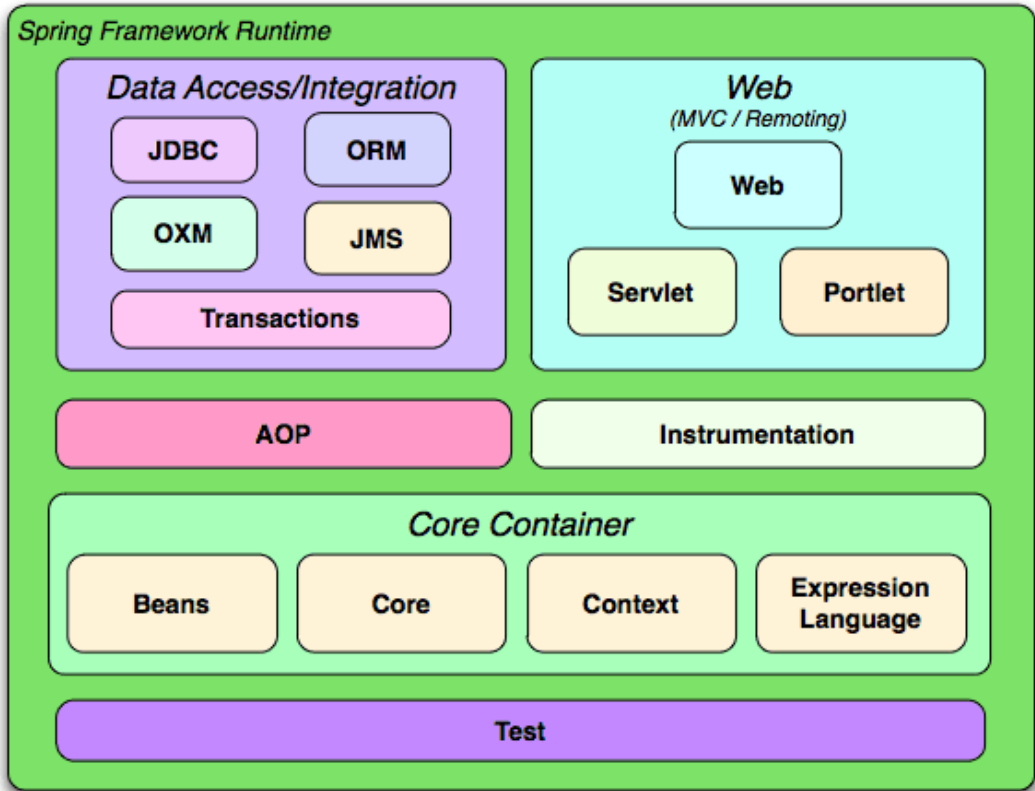 Spring Framework Runtime
Data Access/Integration
JDBC
ORM
OXM
JMS
Transactions
Web
(MVC / Remoting)
Web
Servlet
Portlet
AOP
Instrumentation
Core Container
Beans
Core
Context
Expression
Language
Test